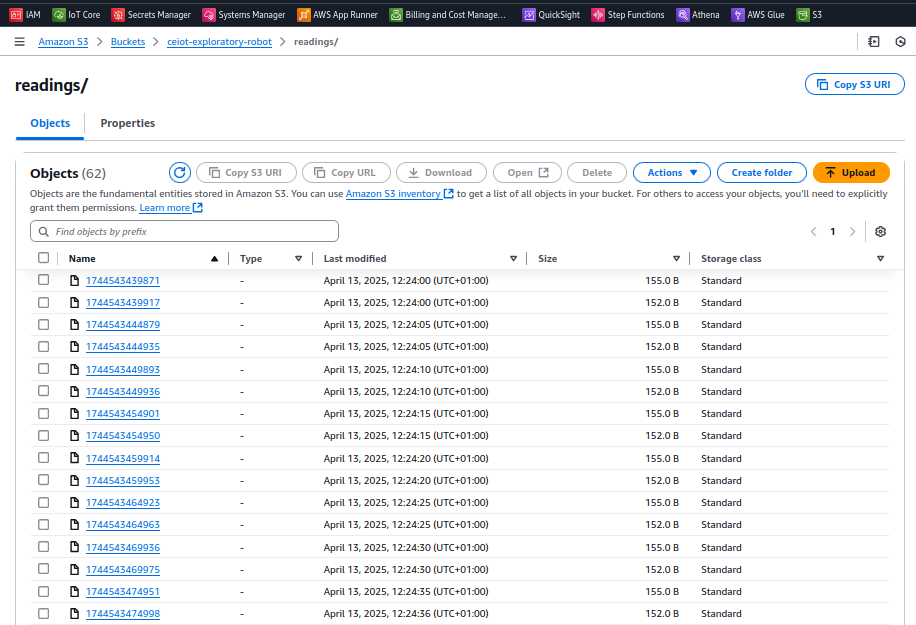 IAM IoT Core Secrets Manager Systems Manager AWS App Runner Billing and Cost Manage... QuickSight Step Functions Athena AWS Glue S3
Amazon S3 > Buckets > ceiot-exploratory-robot > readings/
readings/
Copy S3 URI
Objects Properties
Objects (62) Copy S3 URI Copy URL Download Open Delete Actions Create folder Upload
Objects are the fundamental entities stored in Amazon S3. You can use Amazon S3 inventory to get a list of all objects in your bucket. For others to access your objects, you'll need to explicitly
grant them permissions. Learn more
Find objects by prefix
1
Name Type Last modified Size Storage class
1744543439871 - April 13, 2025, 12:24:00 (UTC+01:00) 155.0 B Standard
1744543439917 - April 13, 2025, 12:24:00 (UTC+01:00) 152.0 B Standard
1744543444879 - April 13, 2025, 12:24:05 (UTC+01:00) 155.0 B Standard
1744543444935 - April 13, 2025, 12:24:05 (UTC+01:00) 152.0 B Standard
1744543449893 - April 13, 2025, 12:24:10 (UTC+01:00) 155.0 B Standard
1744543449936 - April 13, 2025, 12:24:10 (UTC+01:00) 152.0 B Standard
1744543454901 - April 13, 2025, 12:24:15 (UTC+01:00) 155.0 B Standard
1744543454950 - April 13, 2025, 12:24:15 (UTC+01:00) 152.0 B Standard
1744543459914 - April 13, 2025, 12:24:20 (UTC+01:00) 155.0 B Standard
1744543459953 - April 13, 2025, 12:24:20 (UTC+01:00) 152.0 B Standard
1744543464923 - April 13, 2025, 12:24:25 (UTC+01:00) 155.0 B Standard
1744543464963 - April 13, 2025, 12:24:25 (UTC+01:00) 152.0 B Standard
1744543469936 - April 13, 2025, 12:24:30 (UTC+01:00) 155.0 B Standard
1744543469975 - April 13, 2025, 12:24:30 (UTC+01:00) 152.0 B Standard
1744543474951 - April 13, 2025, 12:24:35 (UTC+01:00) 155.0 B Standard
1744543474998 - April 13, 2025, 12:24:36 (UTC+01:00) 152.0 B Standard